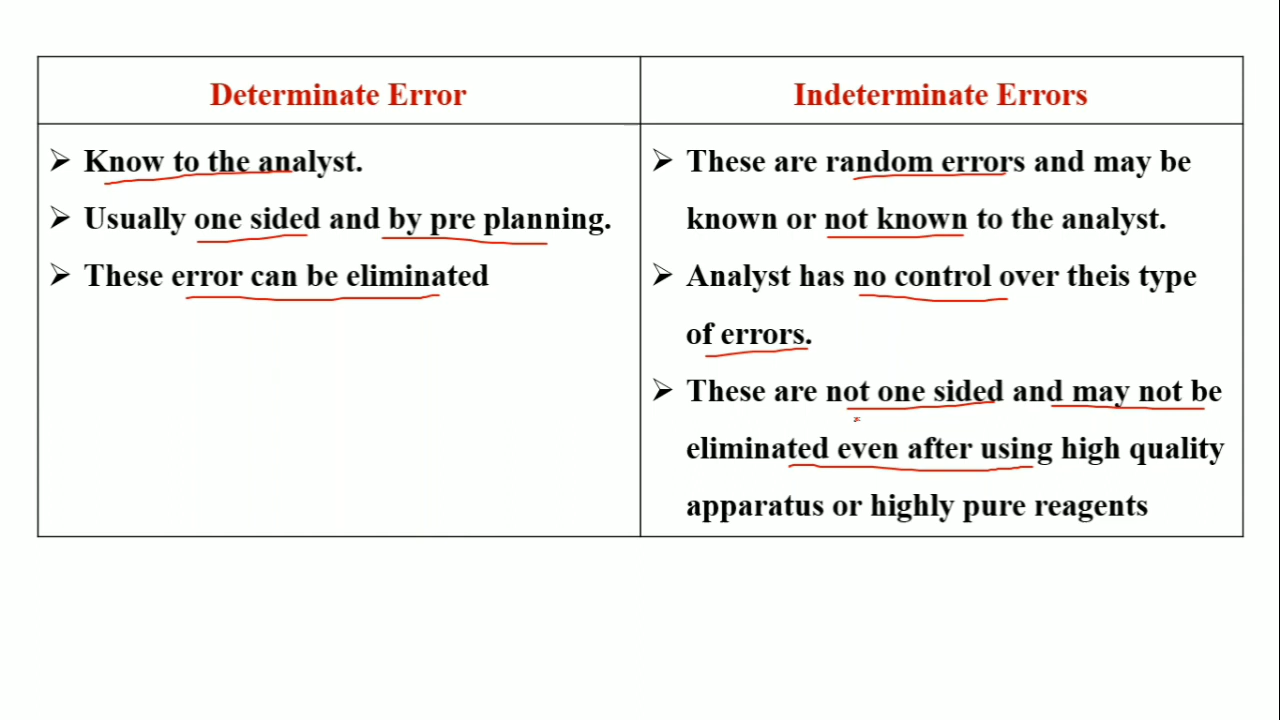 Determinate Error
Indeterminate Errors
➢ Know to the analyst.
➢ Usually one sided and by pre planning.
➢ These error can be eliminated
➢ These are random errors and may be
known or not known to the analyst.
➢ Analyst has no control over theis type
of errors.
➢ These are not one sided and may not be
eliminated even after using high quality
apparatus or highly pure reagents